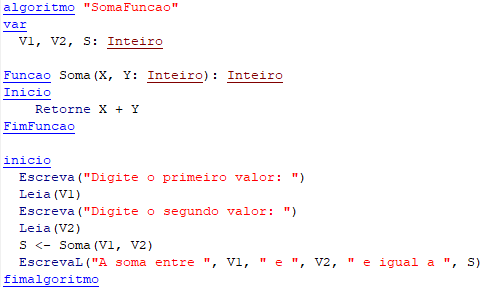 algoritmo "SomaFuncao"
var
  V1, V2, S: Inteiro

Funcao Soma(X, Y: Inteiro): Inteiro
Inicio
    Retorne X + Y
FimFuncao

inicio
  Escreva("Digite o primeiro valor: ")
  Leia(V1)
  Escreva("Digite o segundo valor: ")
  Leia(V2)
  S <- Soma(V1, V2)
  EscrevaL("A soma entre ", V1, " e ", V2, " e igual a ", S)
fimalgoritmo